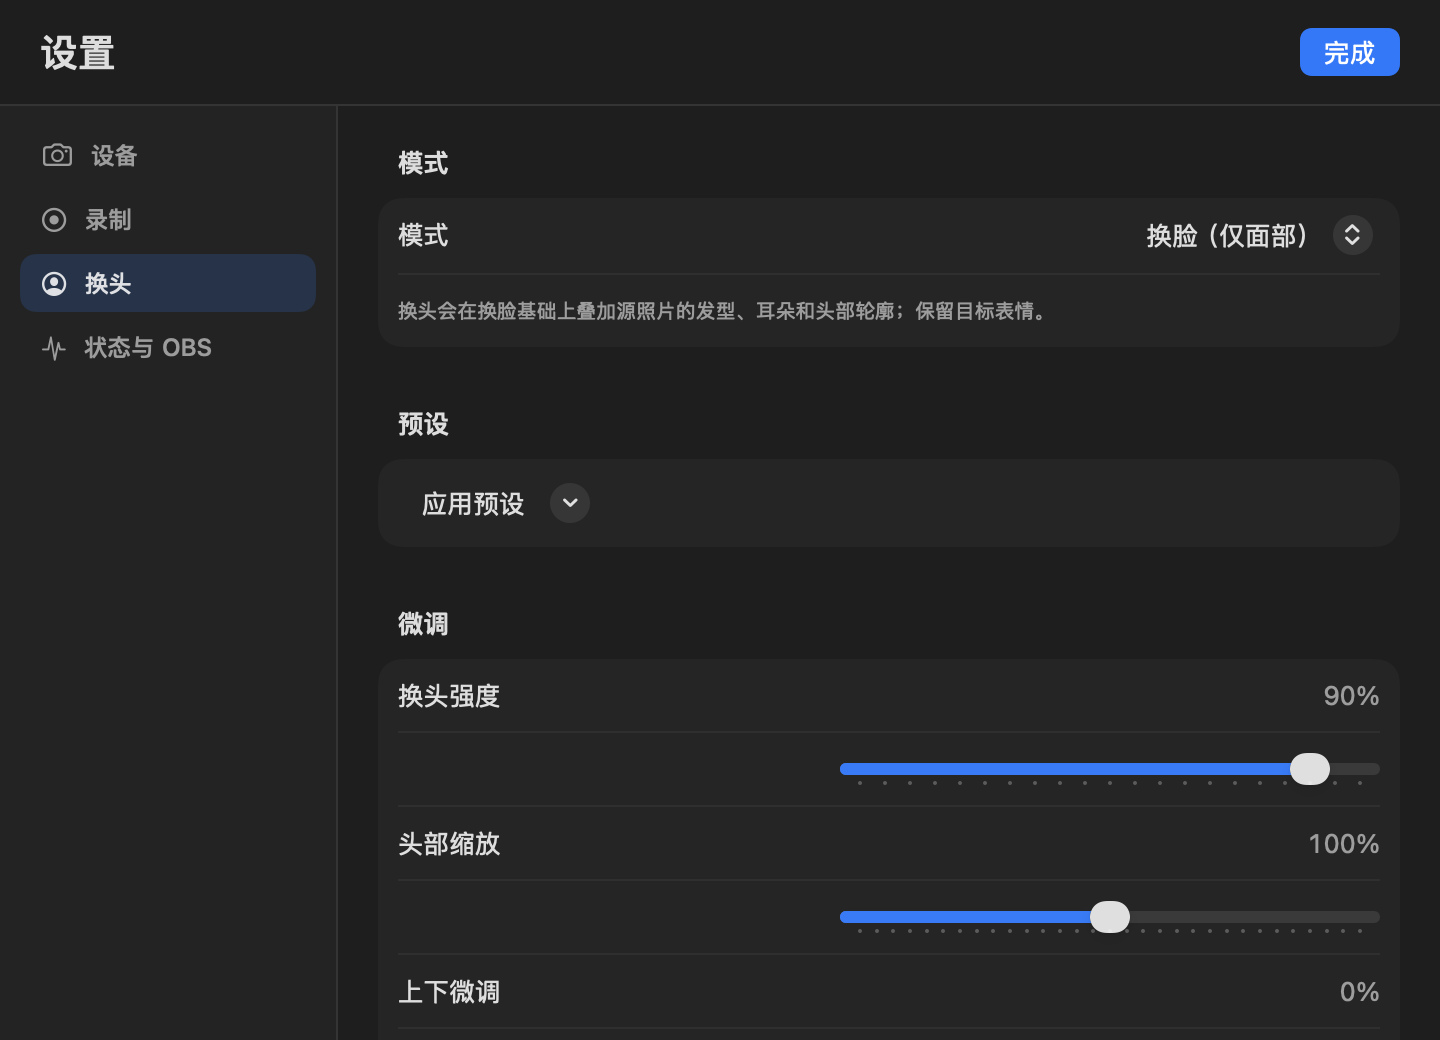 设置
完成
设备
录制
换头
状态与 OBS
模式
模式
换脸（仅面部）
换头会在换脸基础上叠加源照片的发型、耳朵和头部轮廓；保留目标表情。
预设
应用预设
微调
换头强度
90%
头部缩放
100%
上下微调
0%